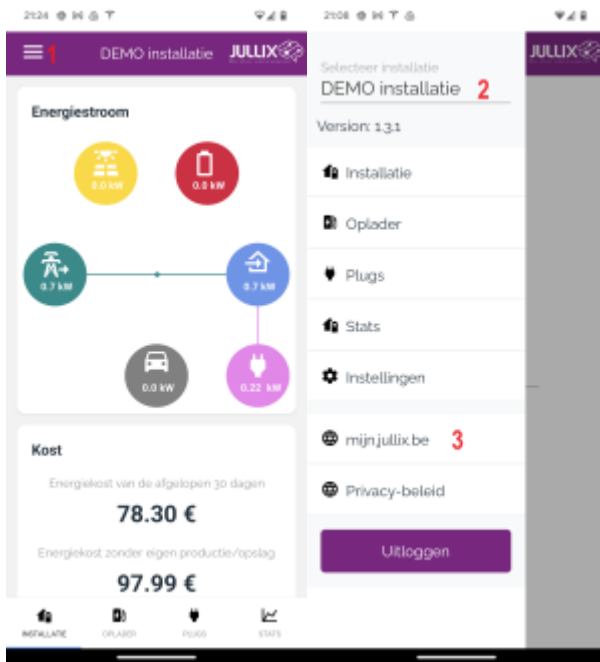 21:24
1
DEMO installatie
JULLIX
Energiestroom
0.0 kW
0.0 kW
0.7 kW
0.7 kW
0.0 kW
0.22 kW
Kost
Energiekost van de afgelopen 30 dagen
78.30 €
Energiekost zonder eigen productie/opslag
97.99 €
INSTALLATIE
OPLADER
PLUGS
STATS
21:08
JULLIX
Selecteer installatie
DEMO installatie 2
Version: 1.3.1
Installatie
Oplader
Plugs
Stats
Instellingen
mijn.jullix.be 3
Privacy-beleid
Uitloggen